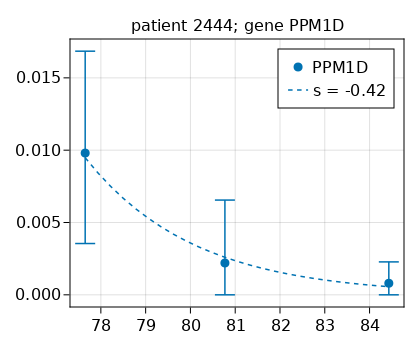 patient 2444; gene PPM1D
PPM1D
s = -0.42
0.015
0.010
0.005
0.000
78 79 80 81 82 83 84